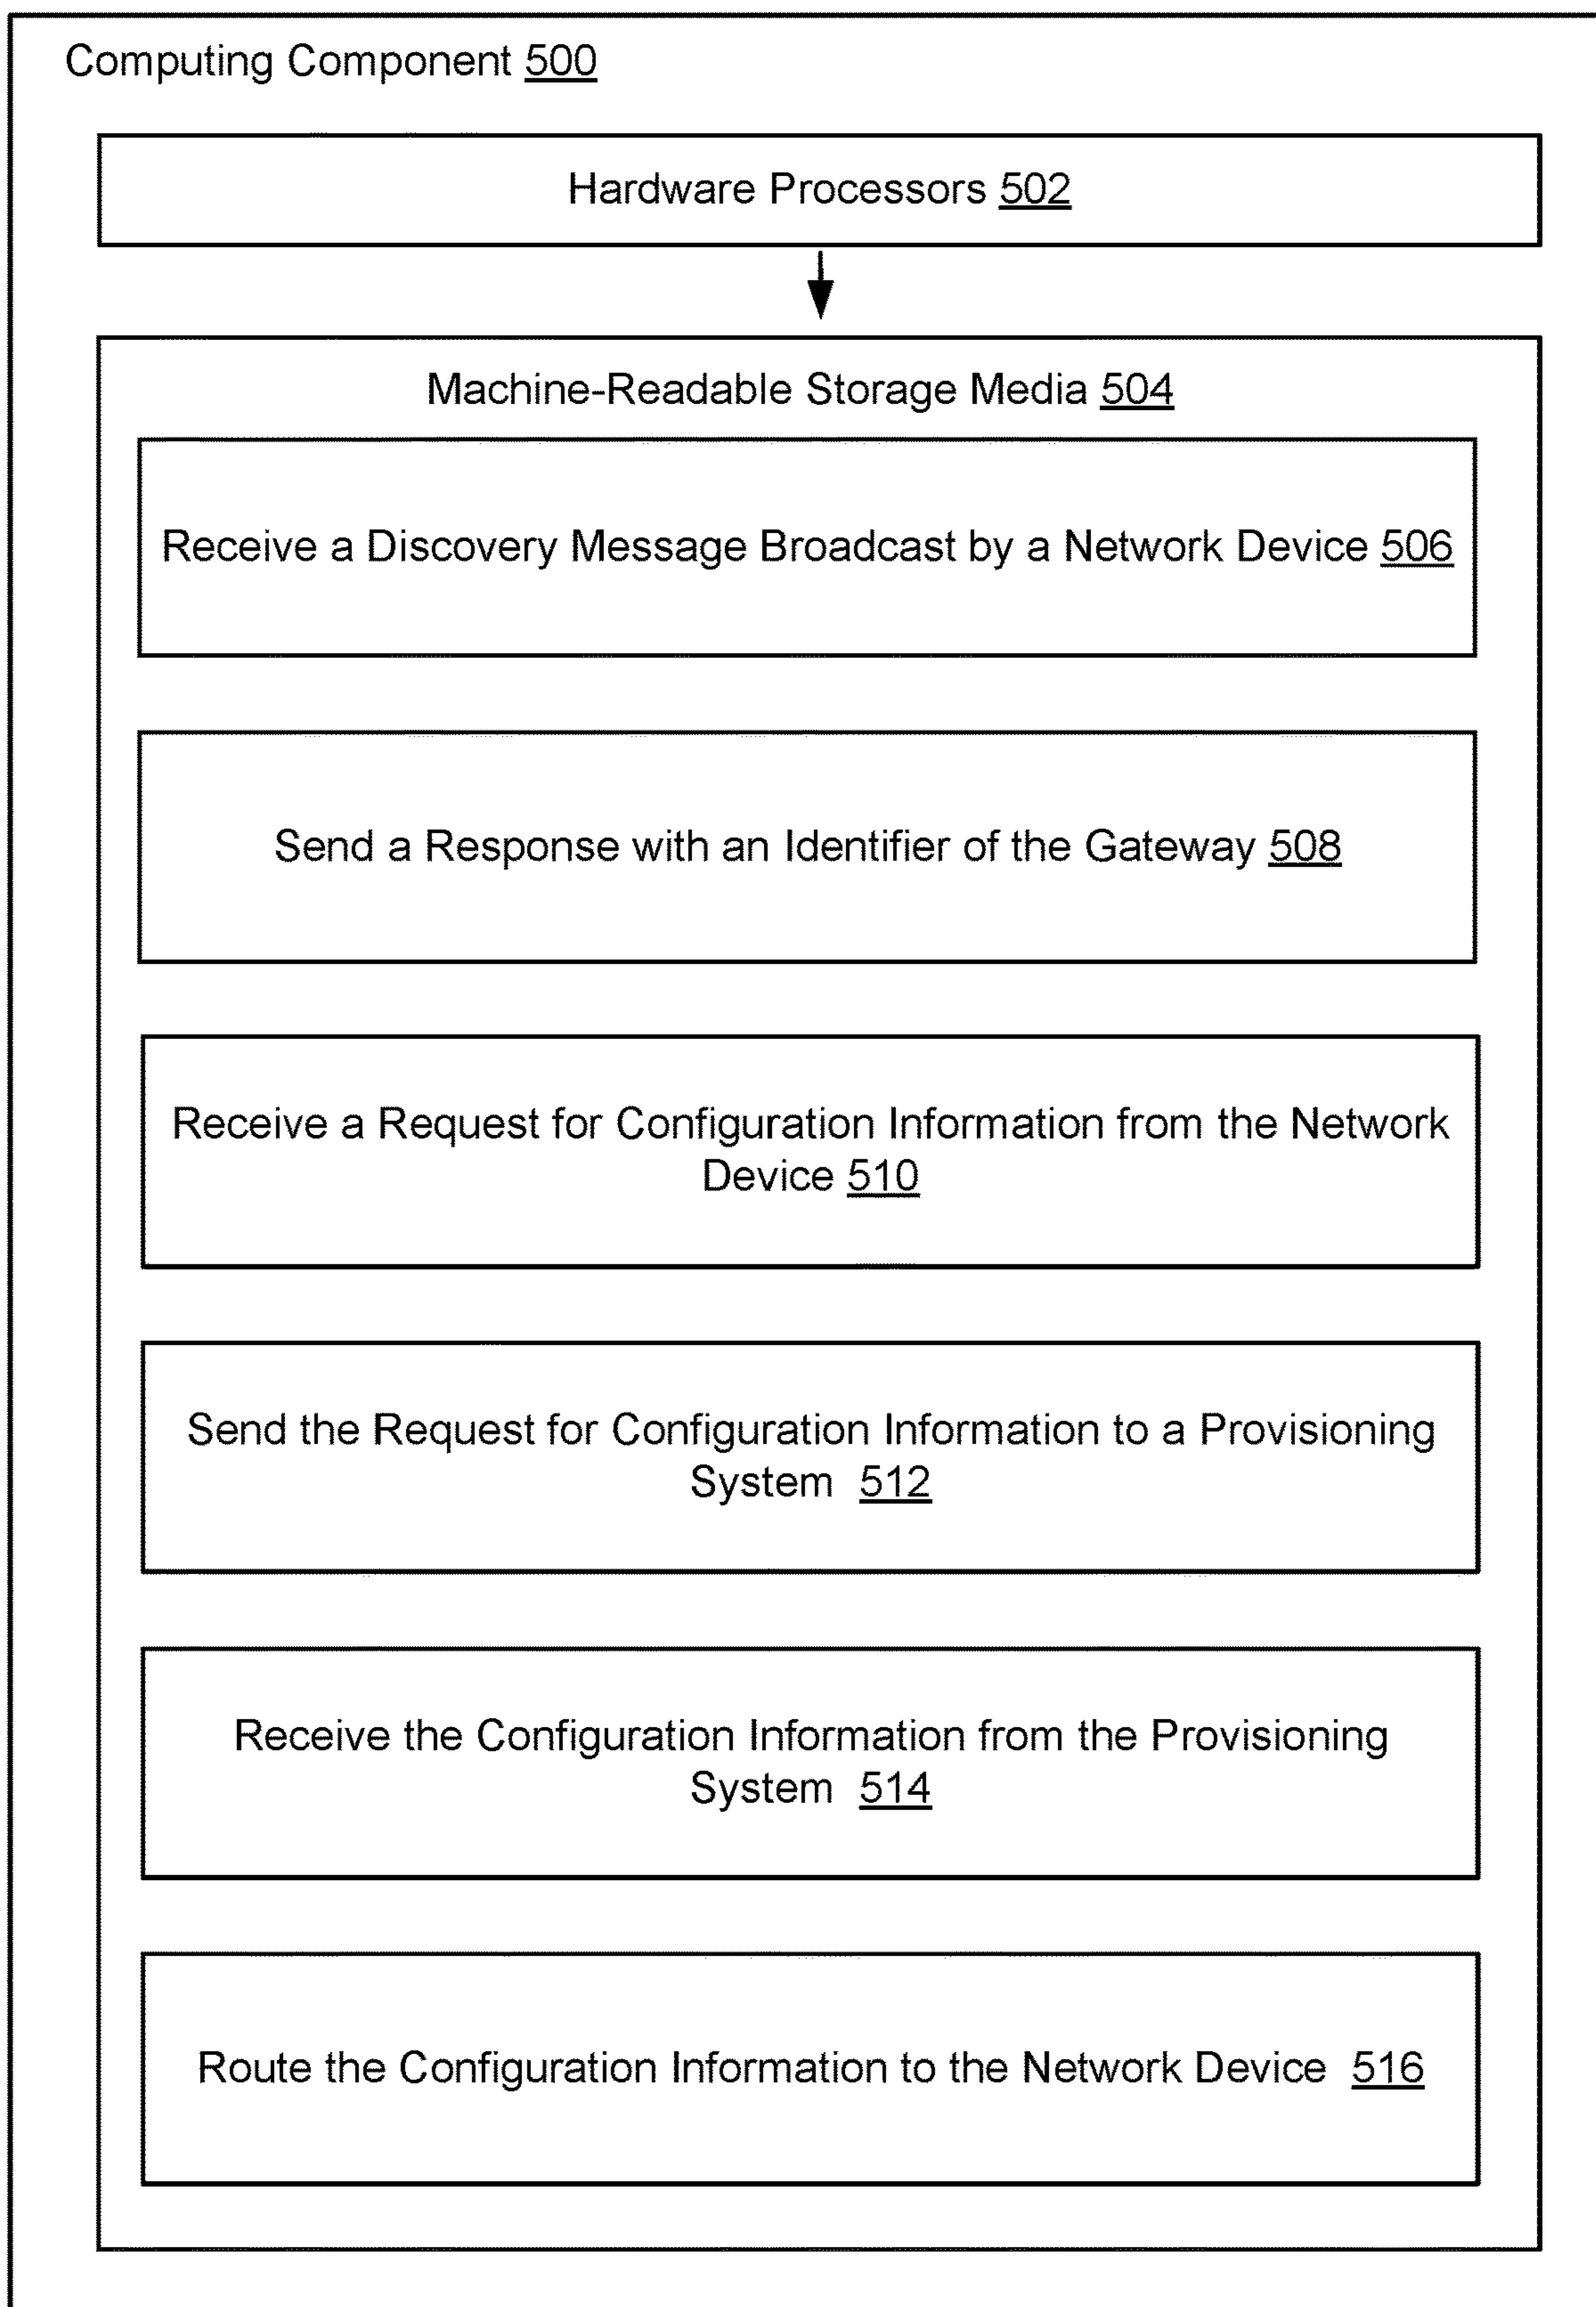 Computing Component 500
Hardware Processors 502
Machine-Readable Storage Media 504
Receive a Discovery Message Broadcast by a Network Device 506
Send a Response with an Identifier of the Gateway 508
Receive a Request for Configuration Information from the Network
Device 510
Send the Request for Configuration Information to a Provisioning
System 512
Receive the Configuration Information from the Provisioning
System 514
Route the Configuration Information to the Network Device 516